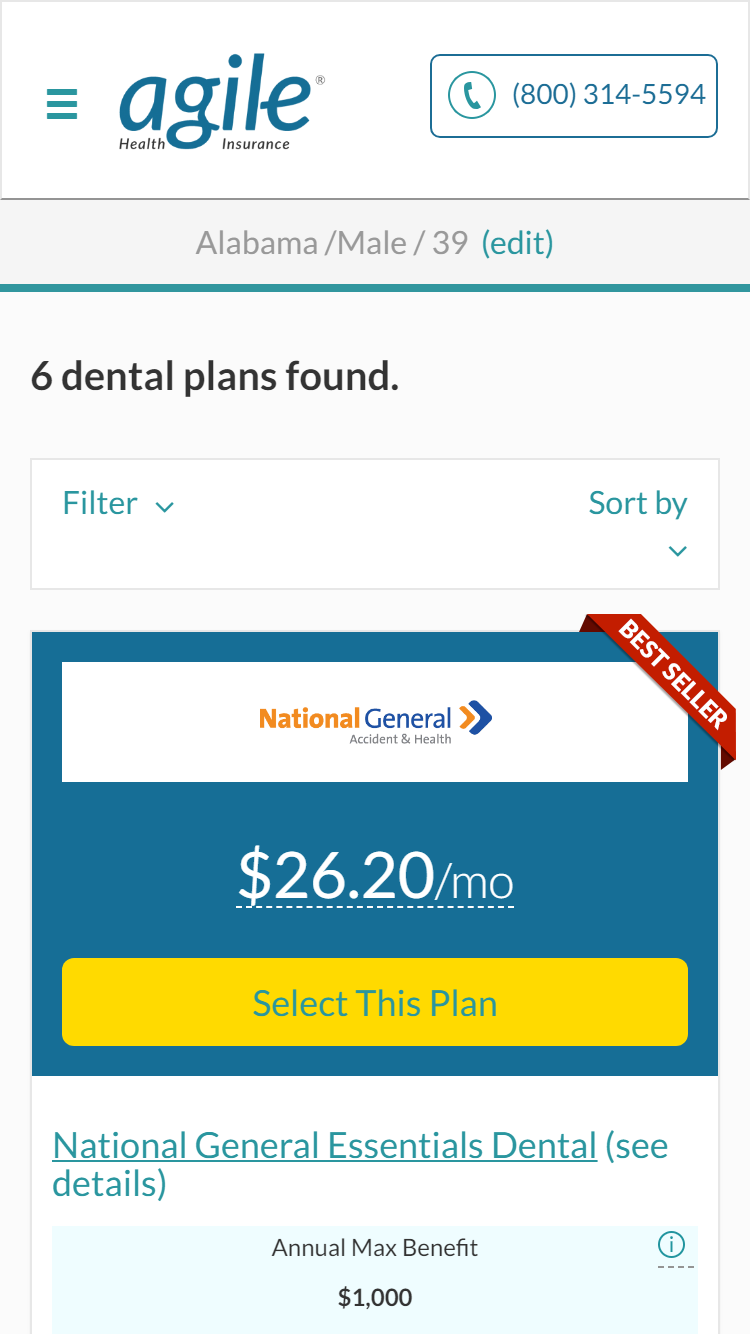 agile®
Health Insurance
(800) 314-5594
Alabama /Male / 39 (edit)
6 dental plans found.
Filter
Sort by
BEST SELLER
National General
Accident & Health
$26.20/mo
Select This Plan
National General Essentials Dental (see
details)
Annual Max Benefit
$1,000